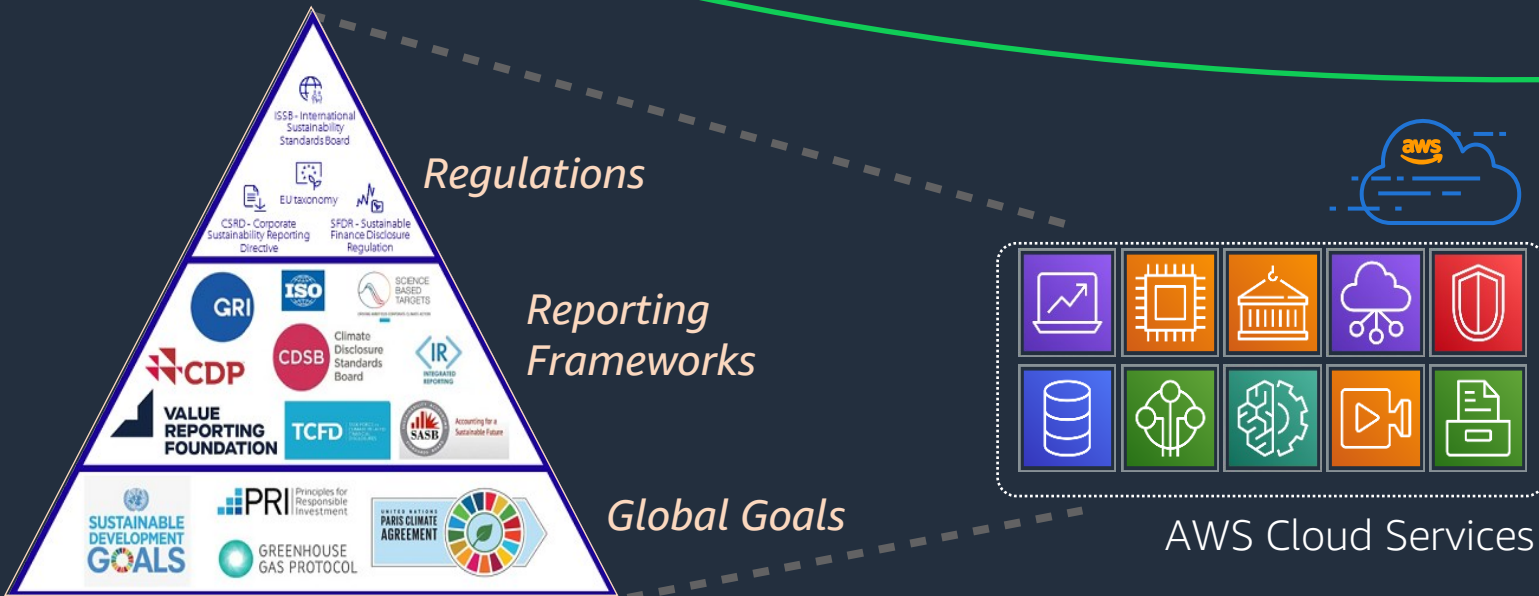 aws
ISSB - International
Sustainability
Standards Board
EU taxonomy
CSRD - Corporate
Sustainability Reporting
Directive
SFDR - Sustainable
Finance Disclosure
Regulation
Regulations
GRI
ISO
SCIENCE
BASED
TARGETS
CDP
CDSB
Climate
Disclosure
Standards
Board
IR
INTEGRATED
REPORTING
VALUE
REPORTING
FOUNDATION
TCFD
SASB
Accounting for a
Sustainable Future
Reporting
Frameworks
SUSTAINABLE
DEVELOPMENT
GOALS
PRI
Principles for
Responsible
Investment
GREENHOUSE
GAS PROTOCOL
UNITED NATIONS
PARIS CLIMATE
AGREEMENT
Global Goals
AWS Cloud Services